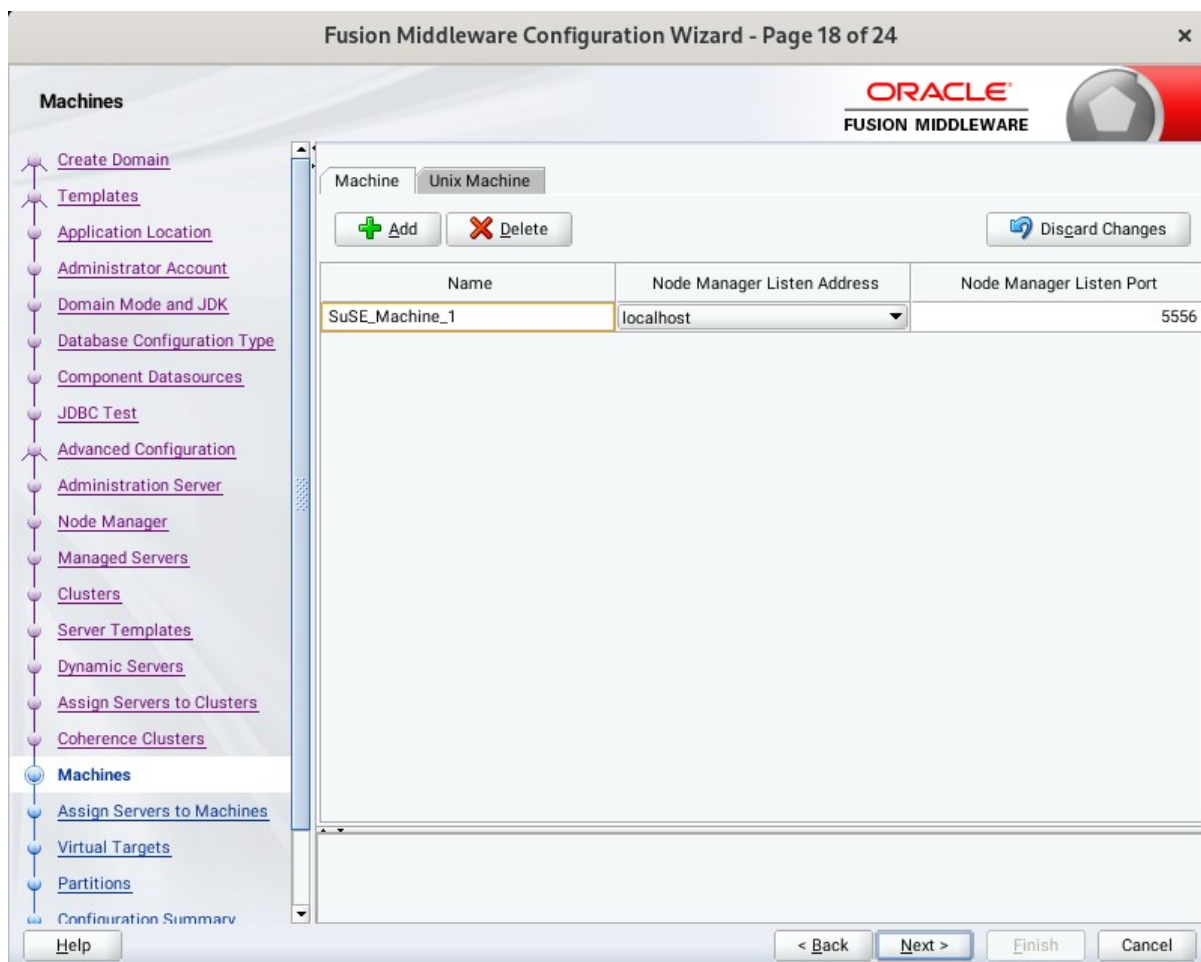 Fusion Middleware Configuration Wizard - Page 18 of 24
Machines
ORACLE
FUSION MIDDLEWARE
Create Domain
Templates
Application Location
Administrator Account
Domain Mode and JDK
Database Configuration Type
Component Datasources
JDBC Test
Advanced Configuration
Administration Server
Node Manager
Managed Servers
Clusters
Server Templates
Dynamic Servers
Assign Servers to Clusters
Coherence Clusters
Machines
Assign Servers to Machines
Virtual Targets
Partitions
Configuration Summary
Machine Unix Machine
Add Delete Discard Changes
Name Node Manager Listen Address Node Manager Listen Port
SuSE_Machine_1 localhost 5556
Help < Back Next > Finish Cancel